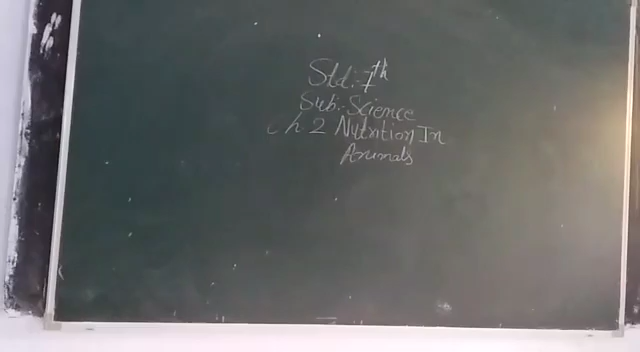 Std:-7th
Sub:-Science
Ch. 2 Nutrition In
Animals